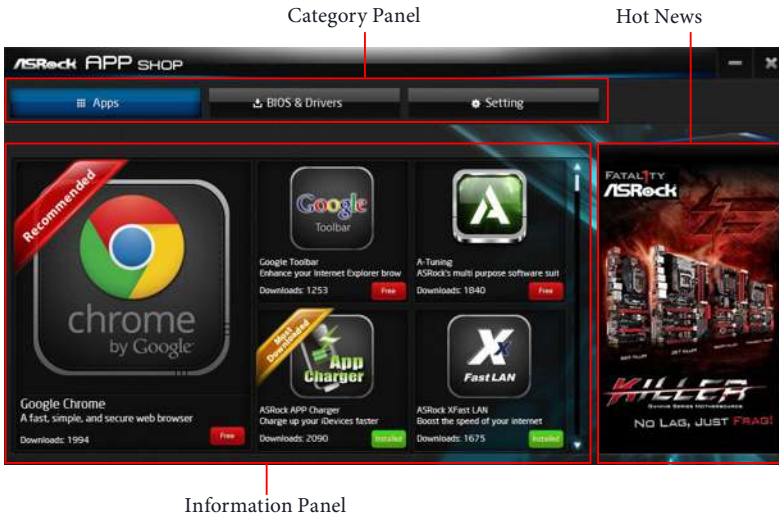 Category Panel
Hot News
ASRock APP SHOP
Apps
BIOS & Drivers
Setting
Recommended
chrome
by Google
Google Chrome
A fast, simple, and secure web browser
Downloads: 1994
Free
Google
Toolbar
Google Toolbar
Enhance your Internet Explorer brow
Downloads: 1253
Free
A-Tuning
ASRock's multi purpose software suit
Downloads: 1840
Free
Most Downloaded
App
Charger
ASRock APP Charger
Charge up your iDevices faster
Downloads: 2090
Installed
Fast LAN
ASRock XFast LAN
Boost the speed of your internet
Downloads: 1675
Installed
FATAL1TY
ASRock
KILLER
GAMING SERIES MOTHERBOARDS
NO LAG, JUST FRAG!
Information Panel